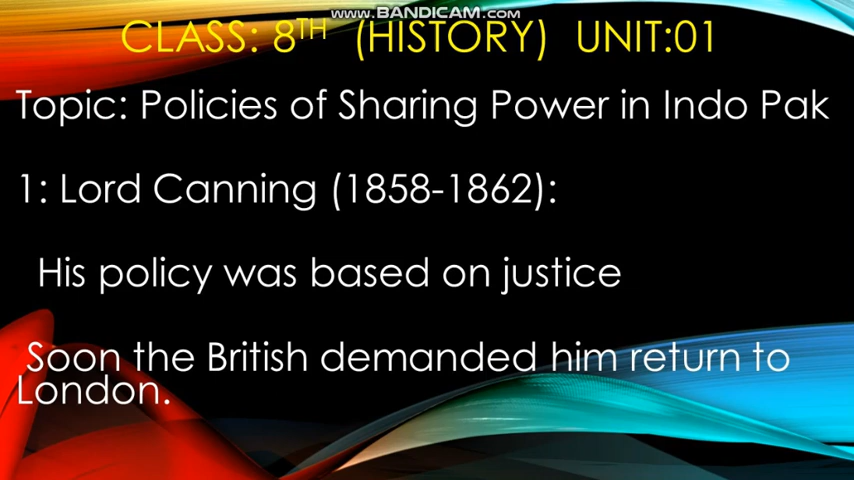 www.BANDICAM.com
CLASS: 8TH (HISTORY) UNIT:01
Topic: Policies of Sharing Power in Indo Pak
1: Lord Canning (1858-1862):
His policy was based on justice
Soon the British demanded him return to
London.